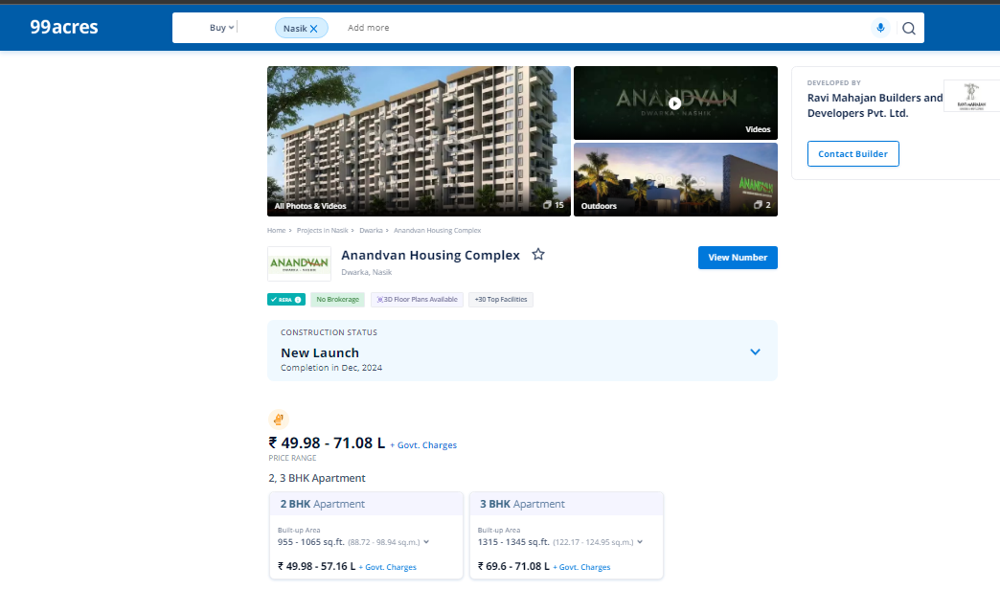 99acres
Buy
Nasik
Add more
ANANDVAN
DWARKA - NASHIK
Videos
All Photos & Videos
15
ANANDVAN
Outdoors
2
DEVELOPED BY
Ravi Mahajan Builders and
Developers Pvt. Ltd.
RAVI MAHAJAN
Contact Builder
Home > Projects in Nasik > Dwarka > Anandvan Housing Complex
ANANDVAN
DWARKA - NASHIK
Anandvan Housing Complex
Dwarka, Nasik
View Number
RERA
No Brokerage
3D Floor Plans Available
+30 Top Facilities
CONSTRUCTION STATUS
New Launch
Completion in Dec, 2024
₹ 49.98 - 71.08 L + Govt. Charges
PRICE RANGE
2, 3 BHK Apartment
2 BHK Apartment
Built-up Area
955 - 1065 sq.ft. (88.72 - 98.94 sq.m.)
₹ 49.98 - 57.16 L + Govt. Charges
3 BHK Apartment
Built-up Area
1315 - 1345 sq.ft. (122.17 - 124.95 sq.m.)
₹ 69.6 - 71.08 L + Govt. Charges